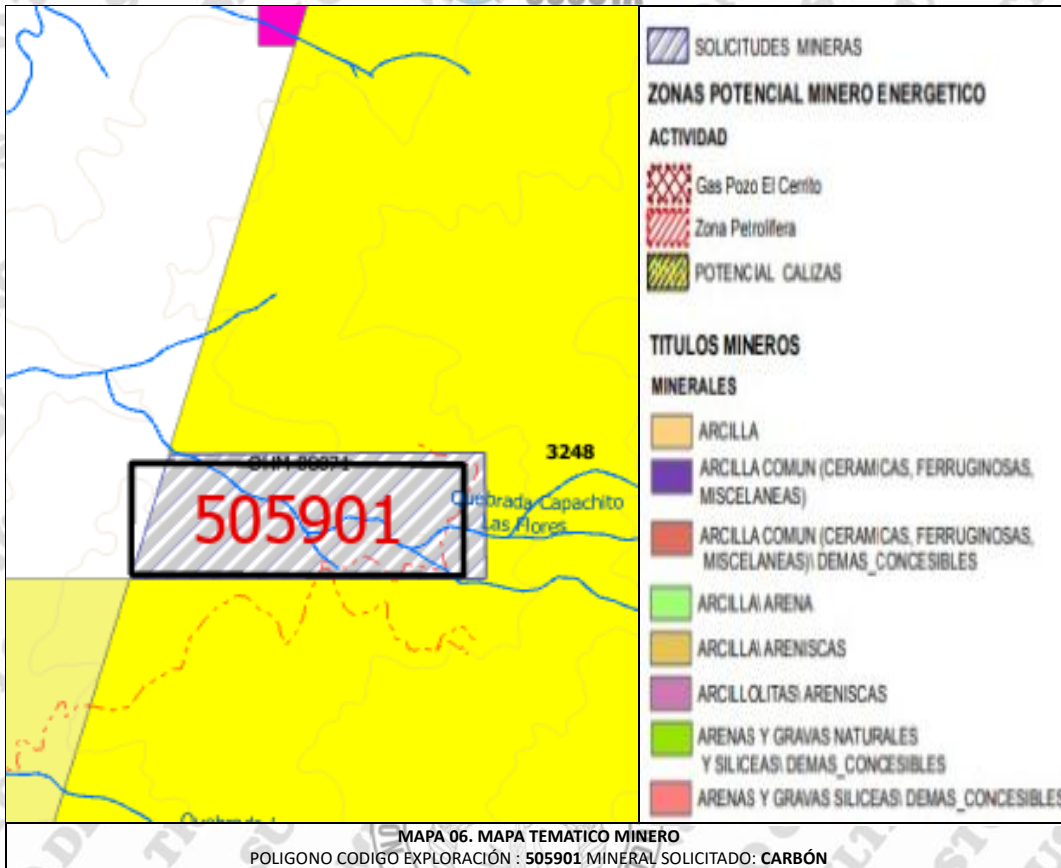 SOLICITUDES MINERAS
ZONAS POTENCIAL MINERO ENERGETICO
ACTIVIDAD
Gas Pozo El Cerrito
Zona Petrolífera
POTENCIAL CALIZAS
TITULOS MINEROS
MINERALES
ARCILLA
ARCILLA COMUN (CERAMICAS, FERRUGINOSAS,
MISCELANEAS)
ARCILLA COMUN (CERAMICAS, FERRUGINOSAS,
MISCELANEAS)\ DEMAS_CONCESIBLES
ARCILLA\ ARENA
ARCILLA\ ARENISCAS
ARCILLOLITAS\ ARENISCAS
ARENAS Y GRAVAS NATURALES
Y SILICEAS\ DEMAS_CONCESIBLES
ARENAS Y GRAVAS SILICEAS\ DEMAS_CONCESIBLES
3248
505901
Quebrada Capachito
Las Flores
MAPA 06. MAPA TEMATICO MINERO
POLIGONO CODIGO EXPLORACIÓN : 505901 MINERAL SOLICITADO: CARBÓN